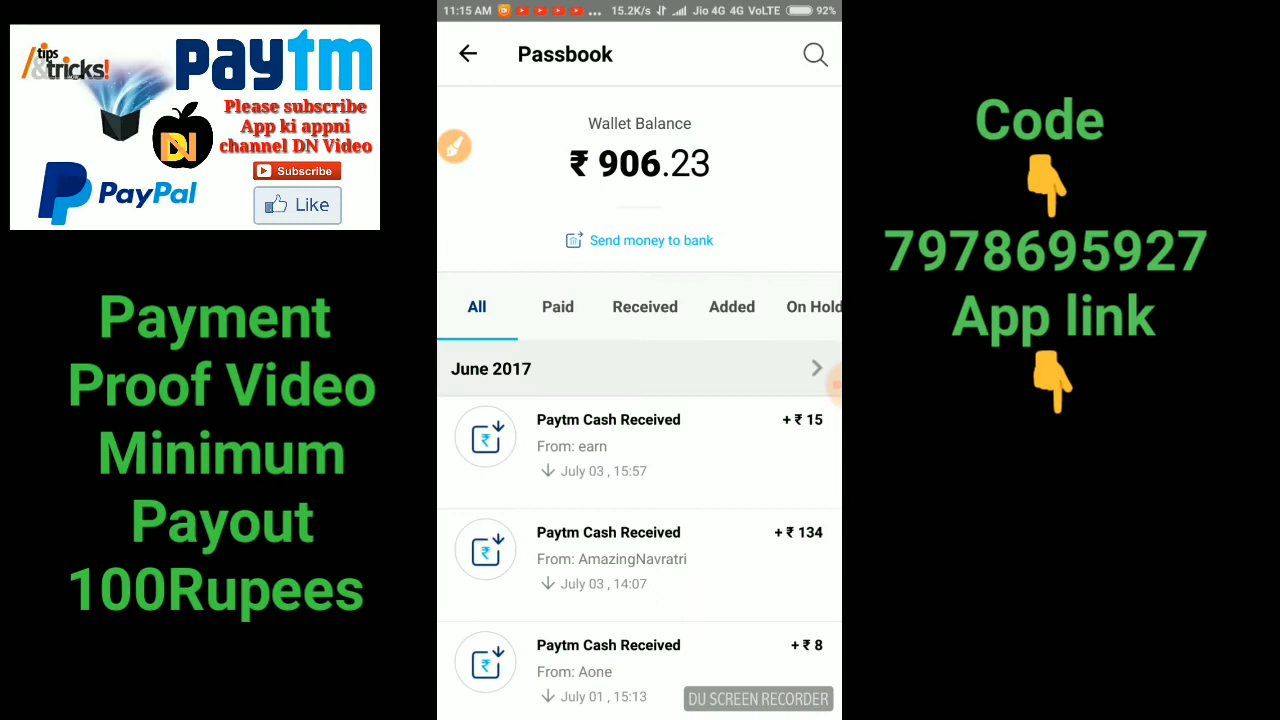 tips
&tricks!
paytm
Please subscribe
App ki appni
channel DN Video
DN
Subscribe
PayPal
Like
Payment
Proof Video
Minimum
Payout
100Rupees
11:15 AM ... 15.2K/s Jio 4G 4G VoLTE 92%
Passbook
Wallet Balance
₹ 906.23
Send money to bank
All Paid Received Added On Hold
June 2017
Paytm Cash Received + ₹ 15
From: earn
July 03 , 15:57
Paytm Cash Received + ₹ 134
From: AmazingNavratri
July 03 , 14:07
Paytm Cash Received + ₹ 8
From: Aone
July 01 , 15:13
DU SCREEN RECORDER
Code
7978695927
App link